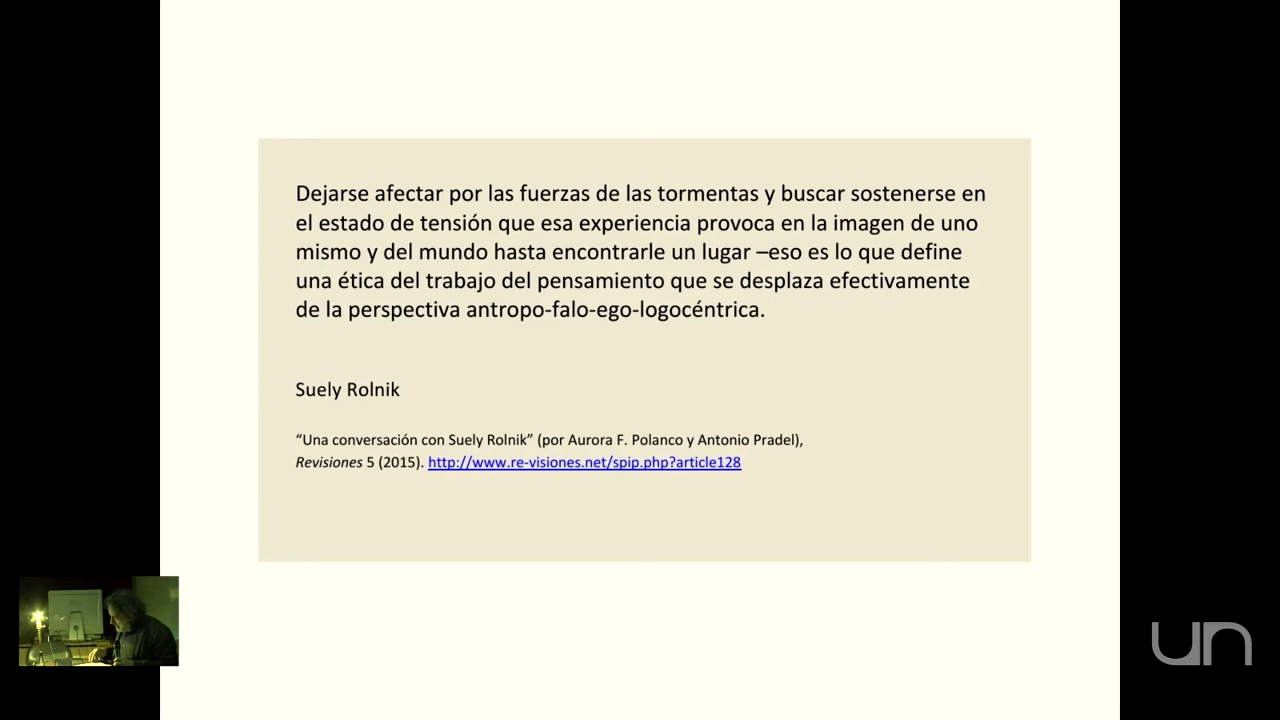 Dejarse afectar por las fuerzas de las tormentas y buscar sostenerse en
el estado de tensión que esa experiencia provoca en la imagen de uno
mismo y del mundo hasta encontrarle un lugar –eso es lo que define
una ética del trabajo del pensamiento que se desplaza efectivamente
de la perspectiva antropo-falo-ego-logocéntrica.
Suely Rolnik
“Una conversación con Suely Rolnik” (por Aurora F. Polanco y Antonio Pradel),
Revisiones 5 (2015). http://www.re-visiones.net/spip.php?article128
un